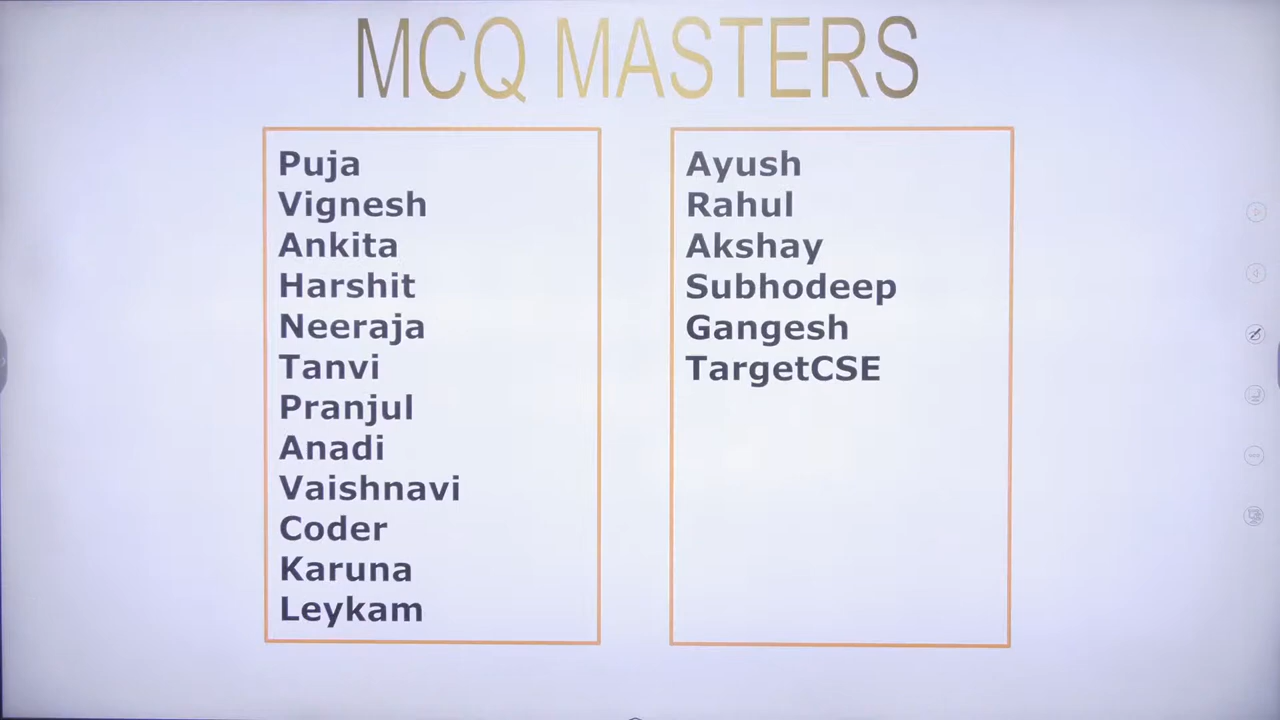 MCQ MASTERS
Puja
Vignesh
Ankita
Harshit
Neeraja
Tanvi
Pranjul
Anadi
Vaishnavi
Coder
Karuna
Leykam
Ayush
Rahul
Akshay
Subhodeep
Gangesh
TargetCSE